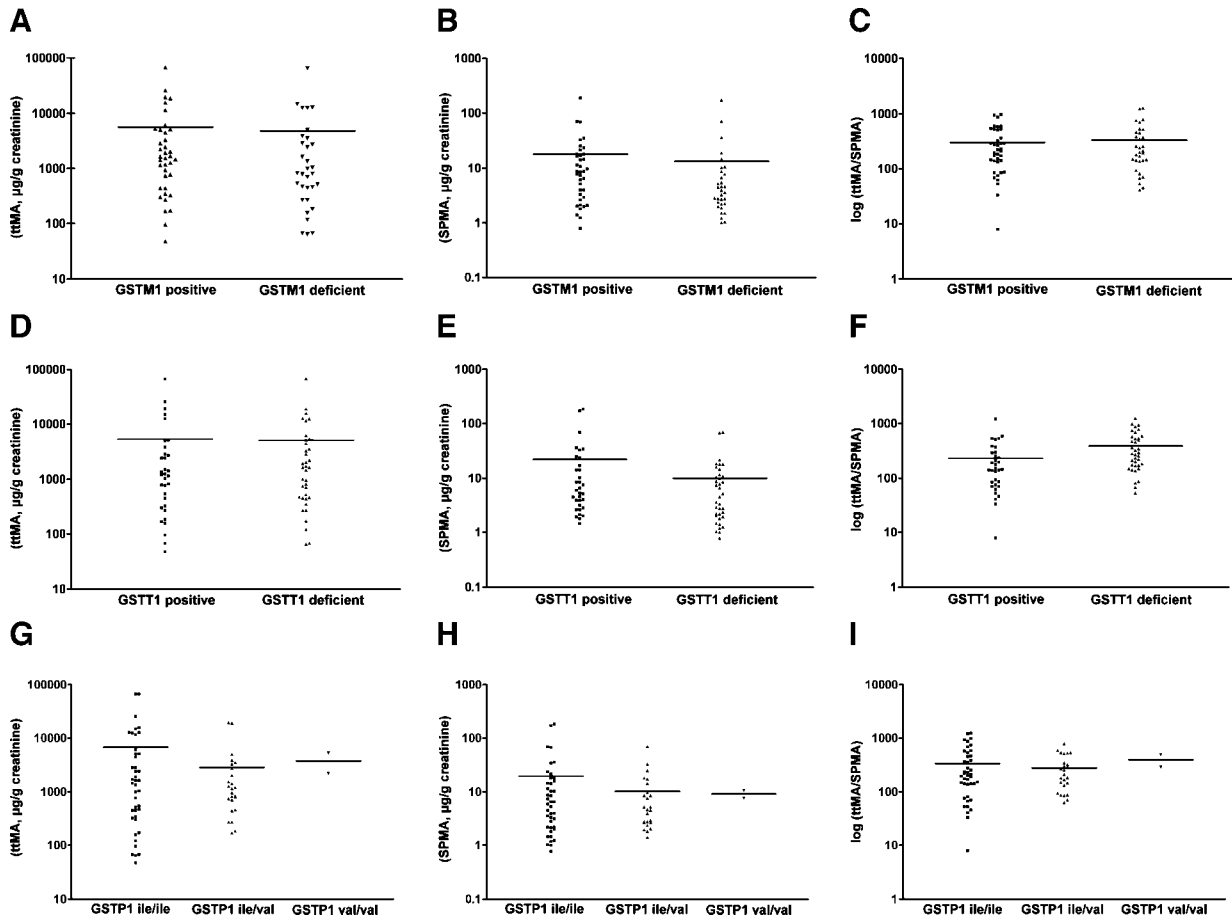 A
(ttMA, µg/g creatinine)
100000
10000
1000
100
10
GSTM1 positive GSTM1 deficient
B
(SPMA, µg/g creatinine)
1000
100
10
1
0.1
GSTM1 positive GSTM1 deficient
C
log (ttMA/SPMA)
10000
1000
100
10
1
GSTM1 positive GSTM1 deficient
D
(ttMA, µg/g creatinine)
100000
10000
1000
100
10
GSTT1 positive GSTT1 deficient
E
(SPMA, µg/g creatinine)
1000
100
10
1
0.1
GSTT1 positive GSTT1 deficient
F
log (ttMA/SPMA)
10000
1000
100
10
1
GSTT1 positive GSTT1 deficient
G
(ttMA, µg/g creatinine)
100000
10000
1000
100
10
GSTP1 ile/ile GSTP1 ile/val GSTP1 val/val
H
(SPMA, µg/g creatinine)
1000
100
10
1
0.1
GSTP1 ile/ile GSTP1 ile/val GSTP1 val/val
I
log (ttMA/SPMA)
10000
1000
100
10
1
GSTP1 ile/ile GSTP1 ile/val GSTP1 val/val